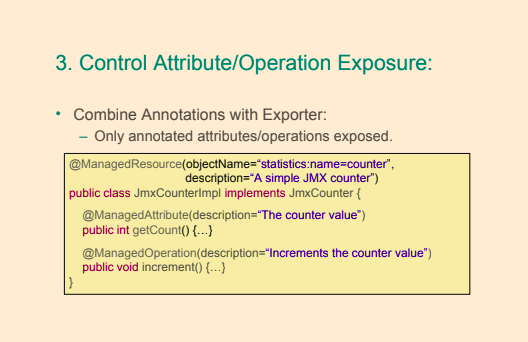 3. Control Attribute/Operation Exposure:
• Combine Annotations with Exporter:
– Only annotated attributes/operations exposed.
@ManagedResource(objectName=“statistics:name=counter”,
description=“A simple JMX counter”)
public class JmxCounterImpl implements JmxCounter {
@ManagedAttribute(description=“The counter value”)
public int getCount() {…}
@ManagedOperation(description=“Increments the counter value”)
public void increment() {…}
}